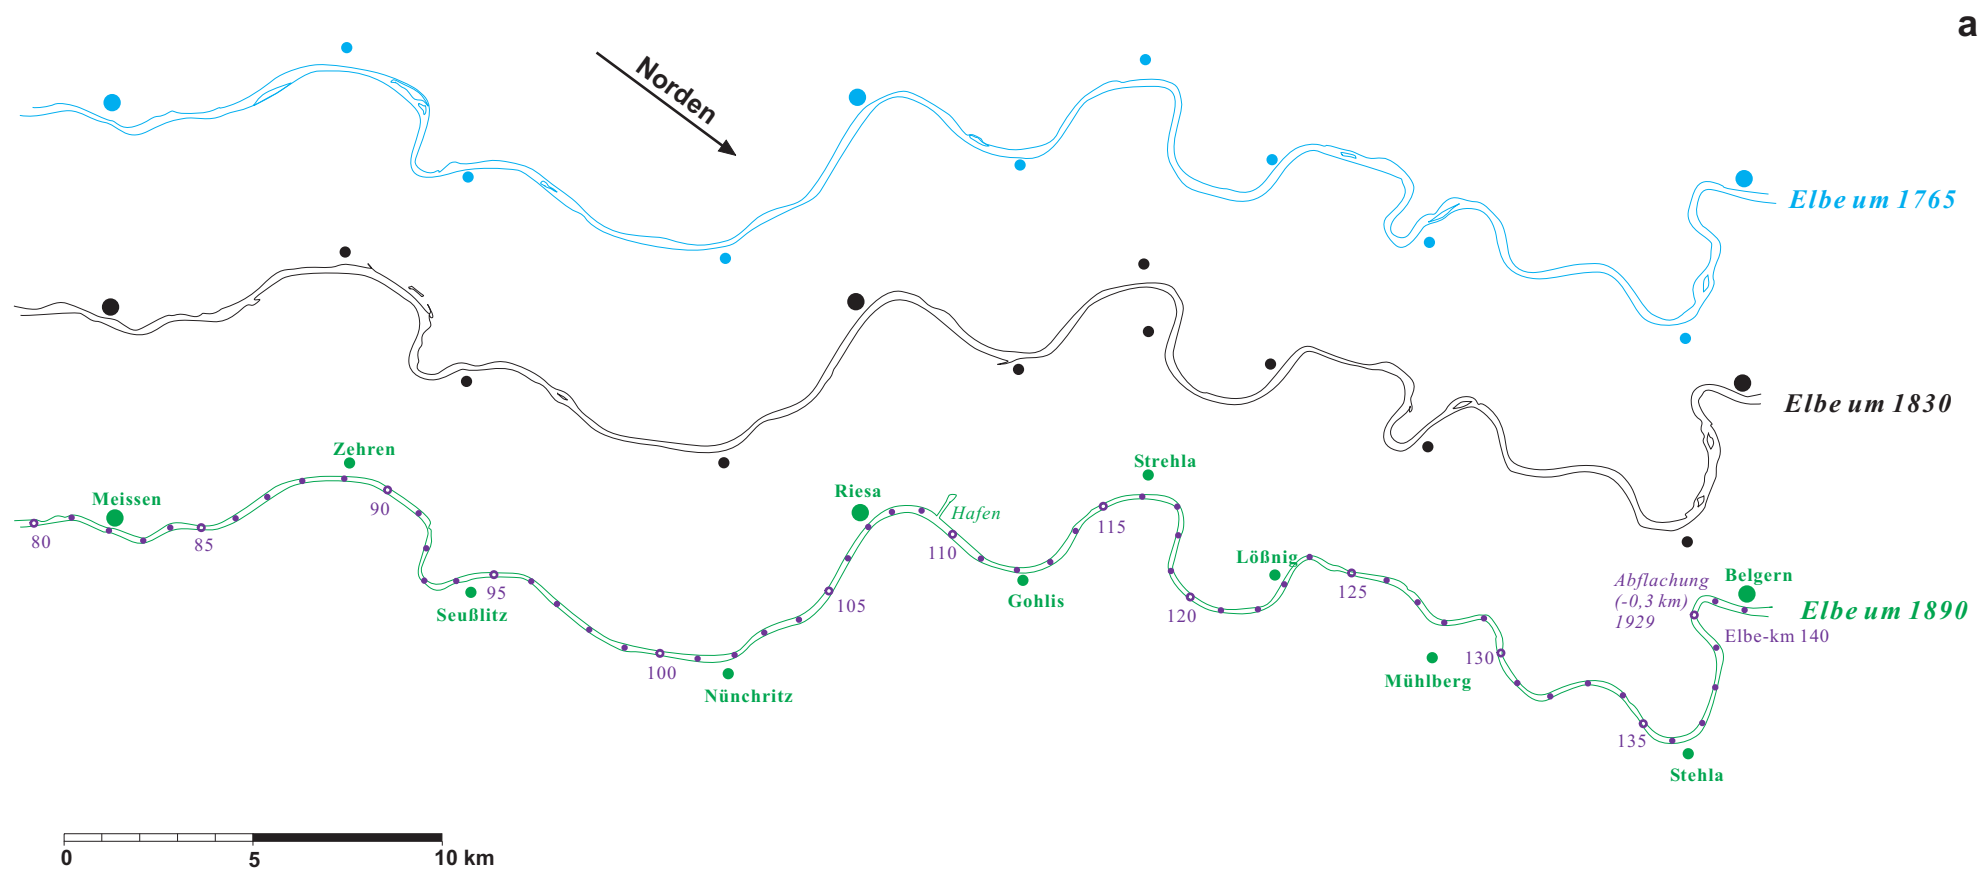 a
Norden
Elbe um 1765
Elbe um 1830
Zehren
Meissen
Riesa
Strehla
Hafen
80
85
90
95
Seußlitz
100
Nünchritz
105
110
Gohlis
115
120
Lößnig
125
Mühlberg
130
135
Stehla
Abflachung
(-0,3 km)
1929
Belgern
Elbe um 1890
Elbe-km 140
0
5
10 km